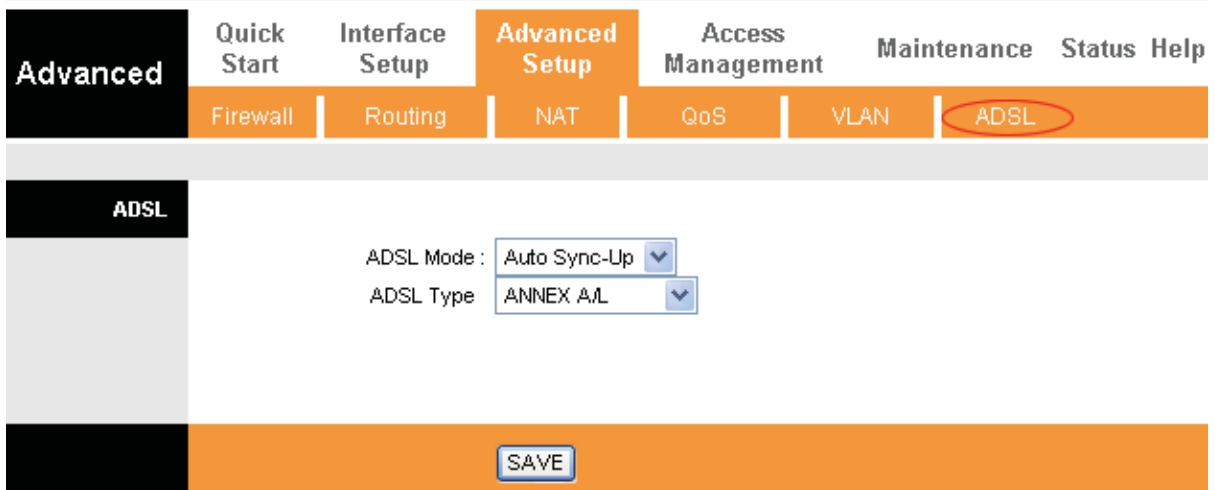 Advanced
Quick Start
Interface Setup
Advanced Setup
Access Management
Maintenance
Status
Help
Firewall
Routing
NAT
QoS
VLAN
ADSL
ADSL
ADSL Mode : Auto Sync-Up
ADSL Type ANNEX A/L
SAVE